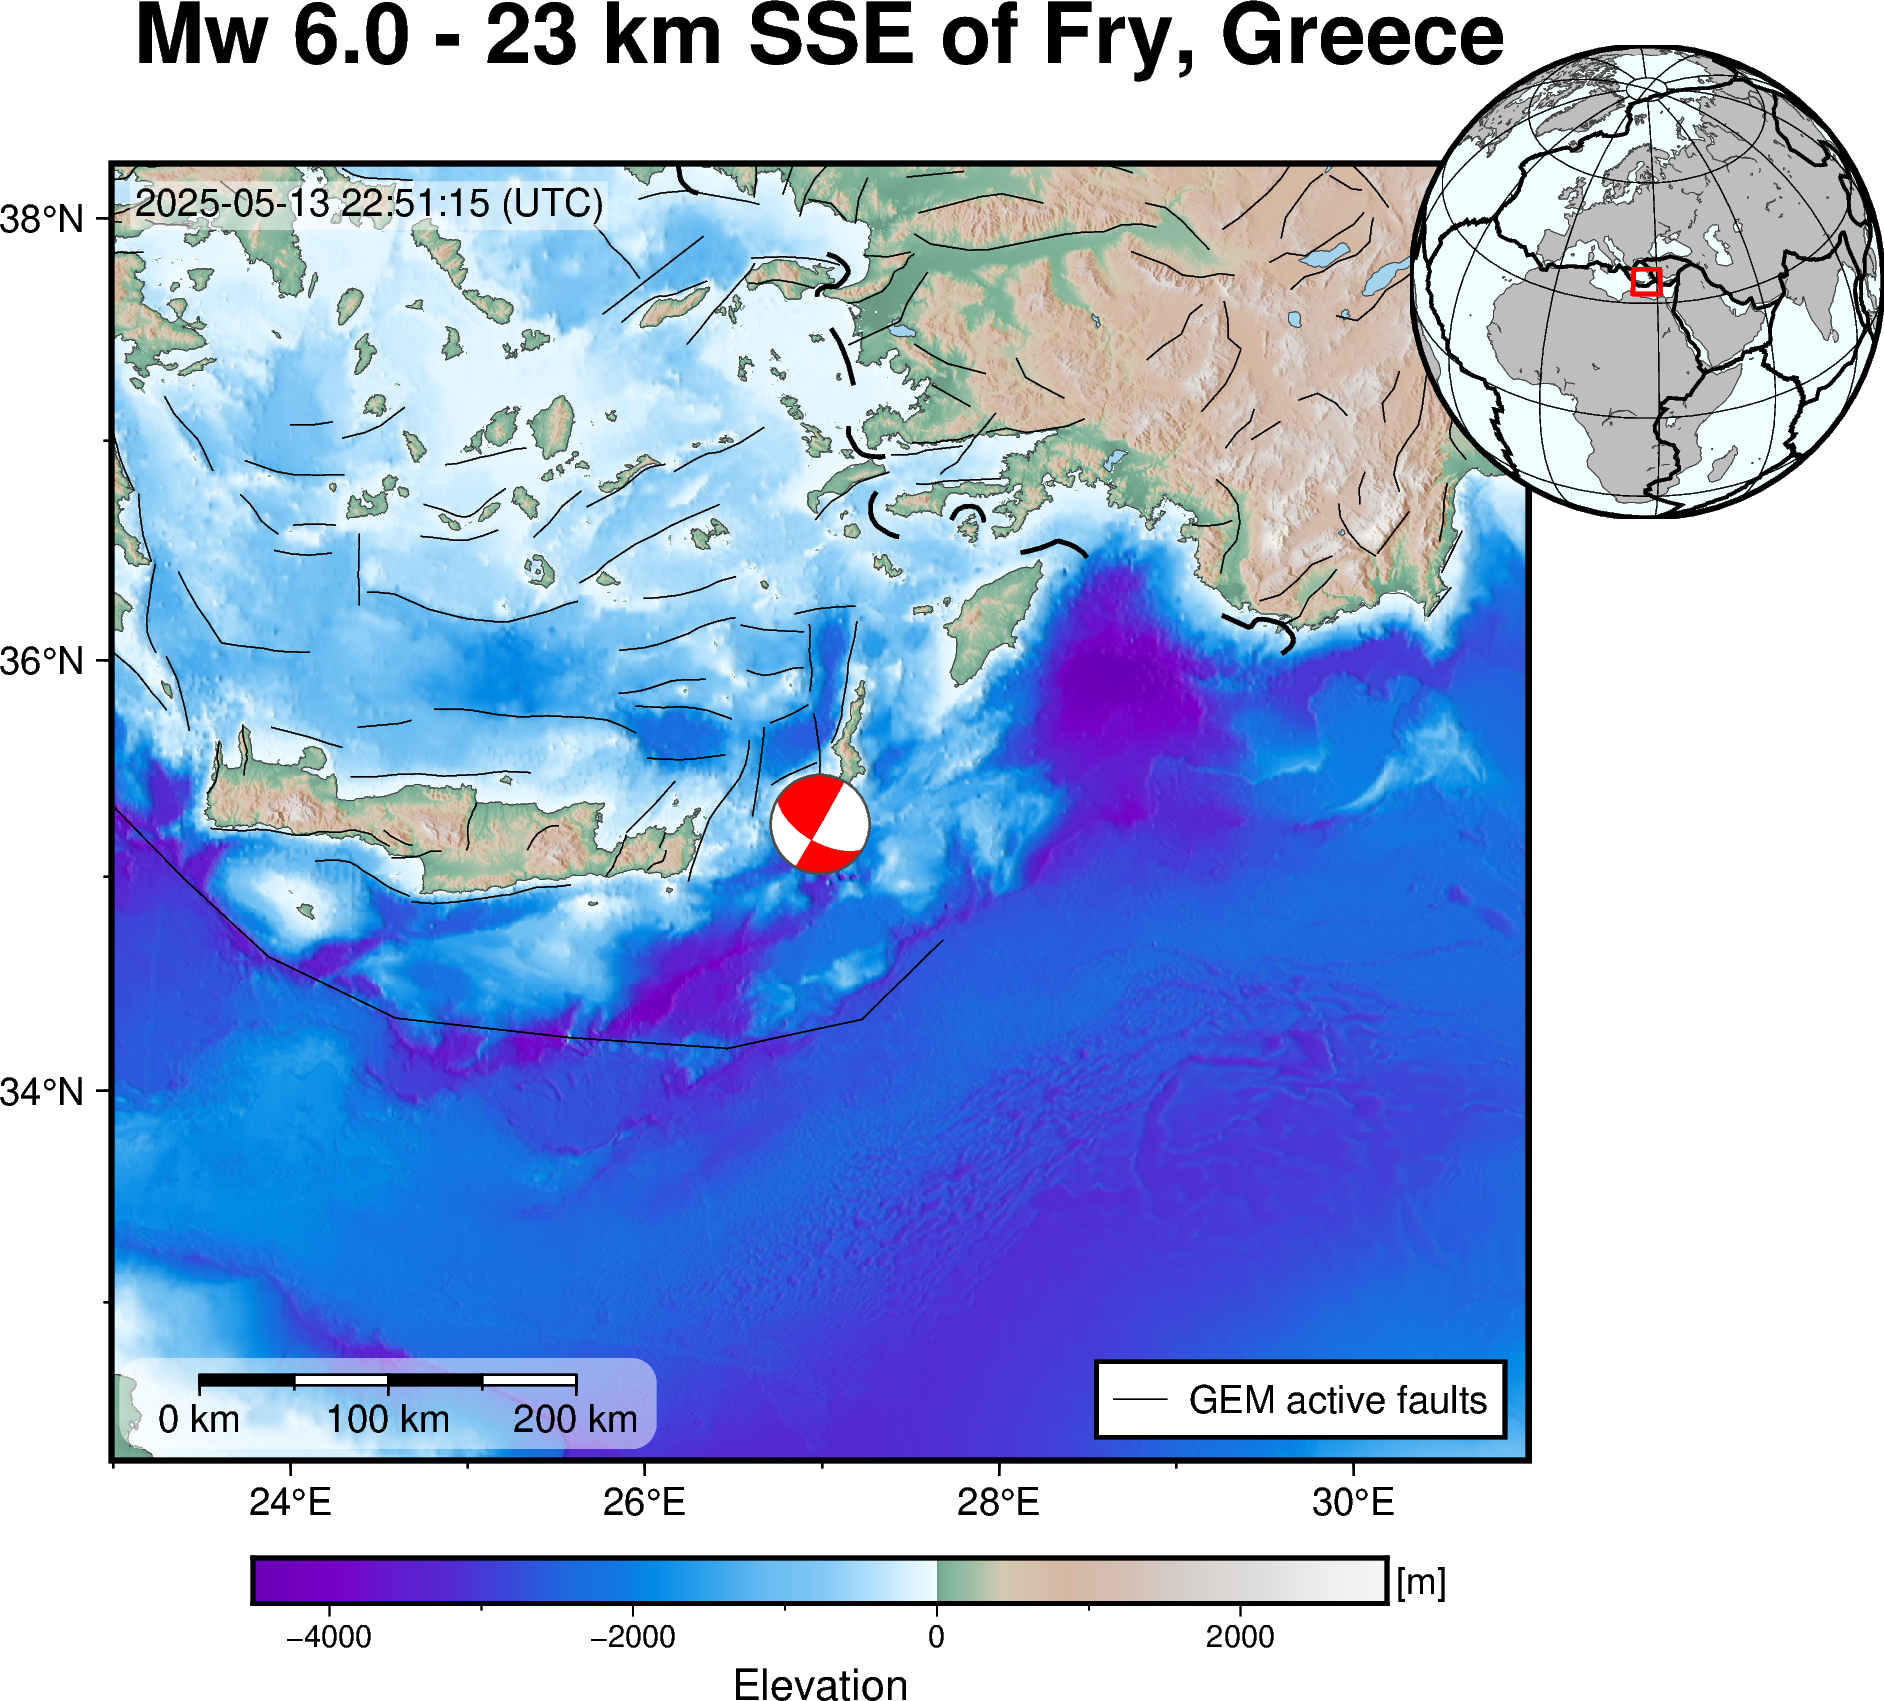 Mw 6.0 - 23 km SSE of Fry, Greece
2025-05-13 22:51:15 (UTC)
38°N
36°N
34°N
0 km 100 km 200 km
GEM active faults
24°E 26°E 28°E 30°E
[m]
−4000 −2000 0 2000
Elevation